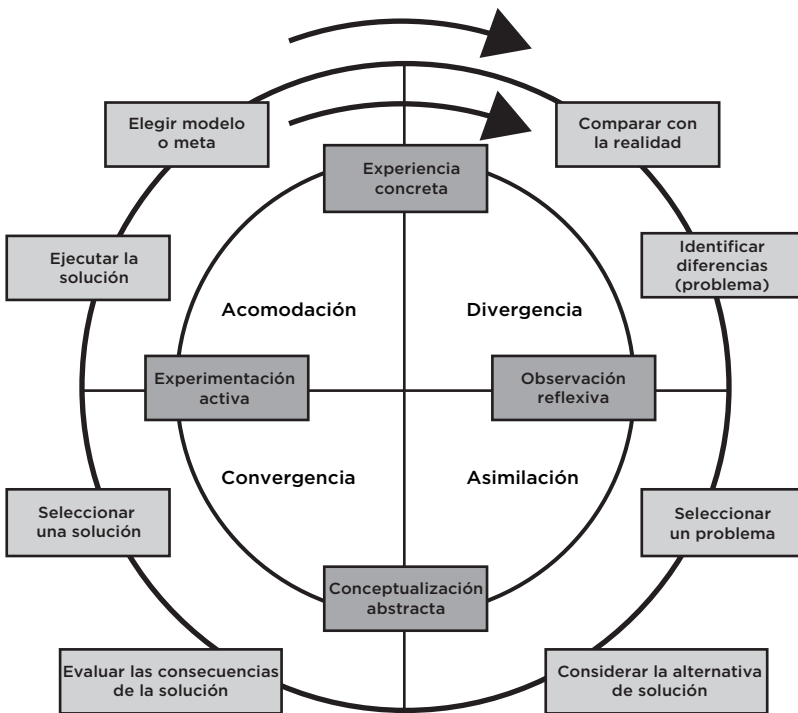 Elegir modelo
o meta
Comparar con
la realidad
Experiencia
concreta
Ejecutar la
solución
Identificar
diferencias
(problema)
Acomodación
Divergencia
Experimentación
activa
Observación
reflexiva
Convergencia
Asimilación
Seleccionar
una solución
Seleccionar
un problema
Conceptualización
abstracta
Evaluar las consecuencias
de la solución
Considerar la alternativa
de solución